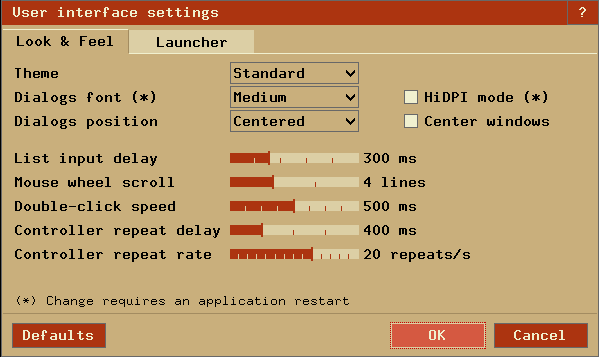 User interface settings ?
Look & Feel Launcher
Theme Standard
Dialogs font (*) Medium HiDPI mode (*)
Dialogs position Centered Center windows
List input delay 300 ms
Mouse wheel scroll 4 lines
Double-click speed 500 ms
Controller repeat delay 400 ms
Controller repeat rate 20 repeats/s
(*) Change requires an application restart
Defaults OK Cancel